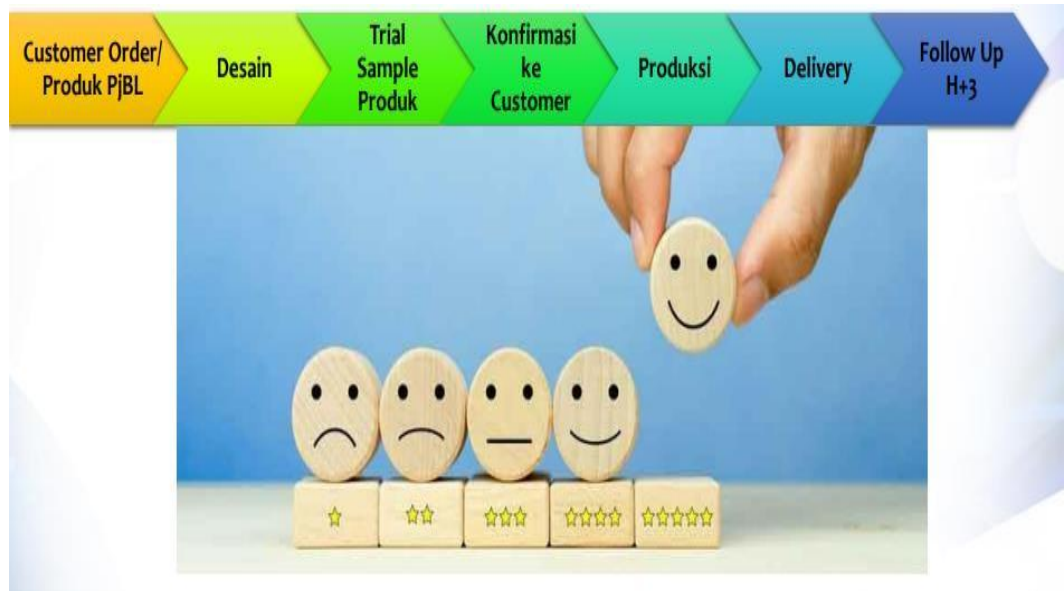 Customer Order/
Produk PjBL
Desain
Trial
Sample
Produk
Konfirmasi
ke
Customer
Produksi
Delivery
Follow Up
H+3